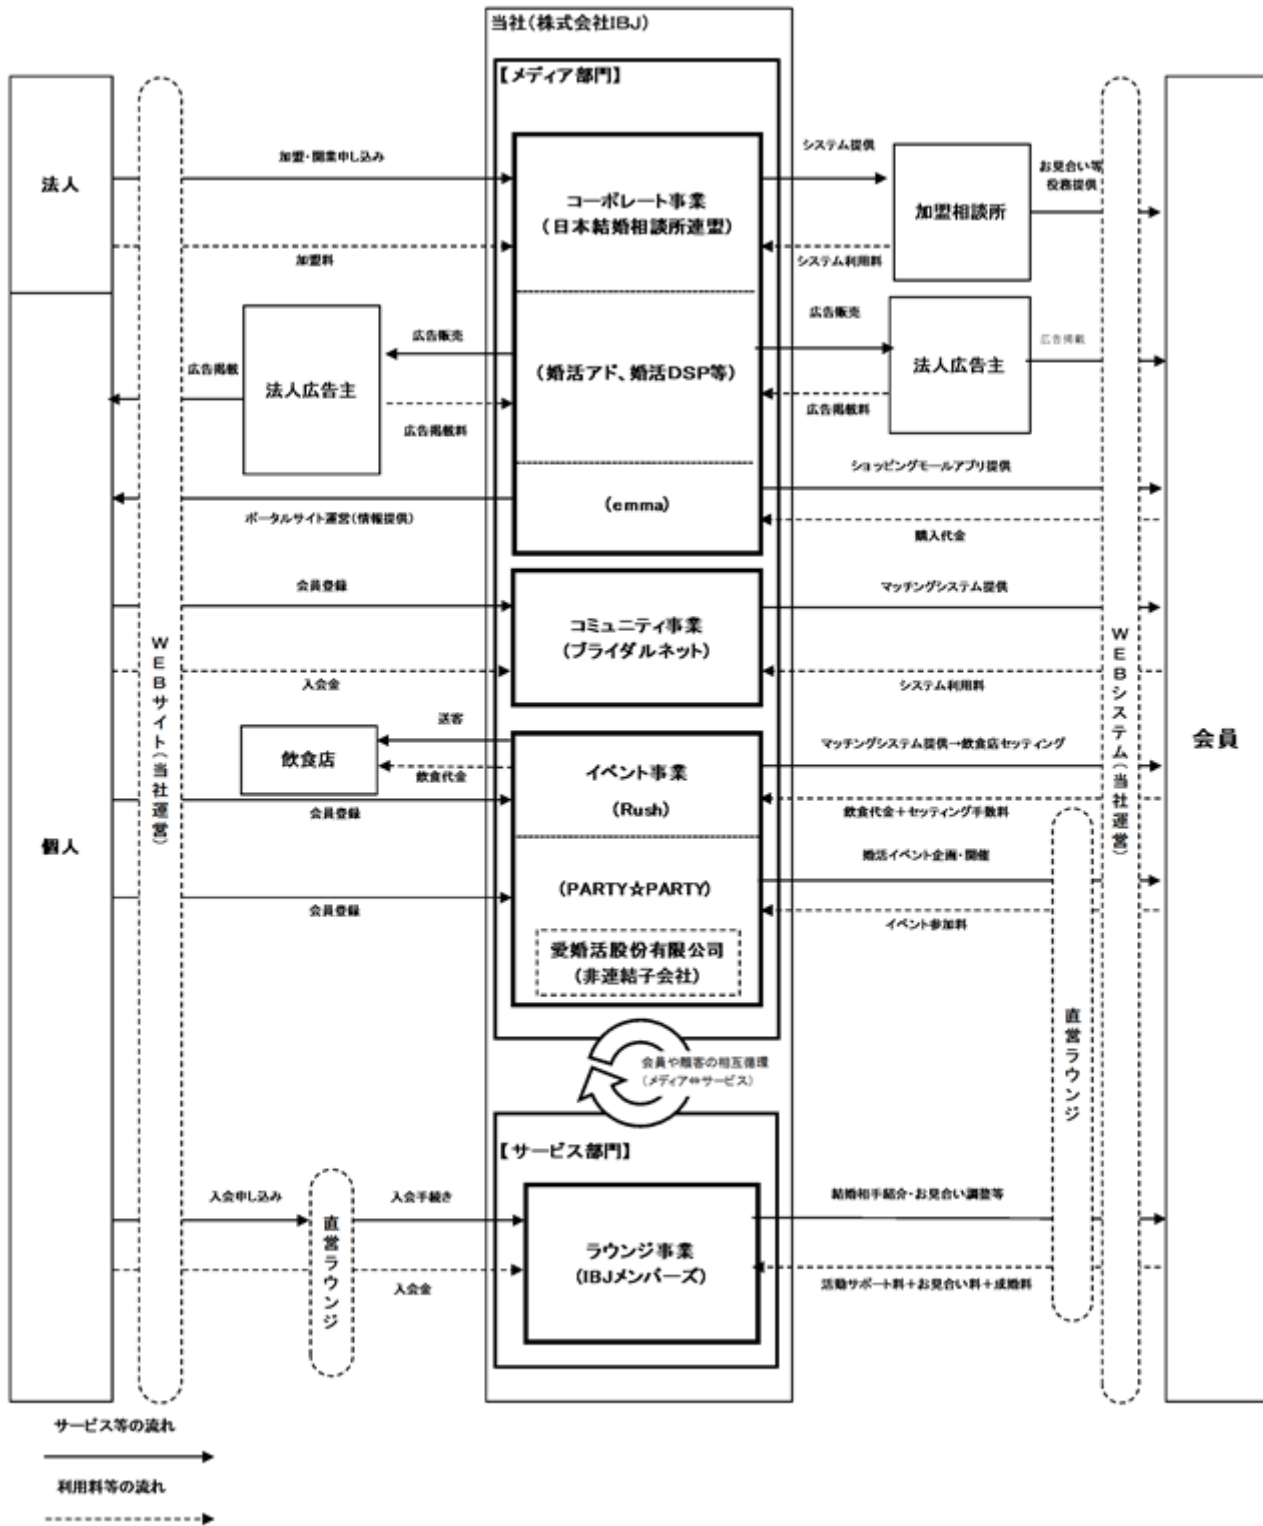 当社(株式会社IBJ)
【メディア部門】
法人
加盟・開業申し込み
加盟料
コーポレート事業
(日本結婚相談所連盟)
システム提供
システム利用料
加盟相談所
お見合い等
役務提供
広告掲載
法人広告主
広告販売
広告掲載料
(婚活アド、婚活DSP等)
広告販売
広告掲載料
法人広告主
広告掲載
ポータルサイト運営(情報提供)
(emma)
ショッピングモールアプリ提供
購入代金
会員登録
入会金
コミュニティ事業
(ブライダルネット)
マッチングシステム提供
システム利用料
WEBサイト(当社運営)
WEBシステム(当社運営)
会員
個人
飲食店
送客
飲食代金
会員登録
イベント事業
(Rush)
マッチングシステム提供→飲食店セッティング
飲食代金+セッティング手数料
会員登録
(PARTY☆PARTY)
婚活イベント企画・開催
イベント参加料
愛婚活股份有限公司
(非連結子会社)
直営ラウンジ
会員や顧客の相互循環
(メディア⇔サービス)
【サービス部門】
入会申し込み
直営ラウンジ
入会手続き
入会金
ラウンジ事業
(IBJメンバーズ)
結婚相手紹介・お見合い調整等
活動サポート料+お見合い料+成婚料
サービス等の流れ
利用料等の流れ